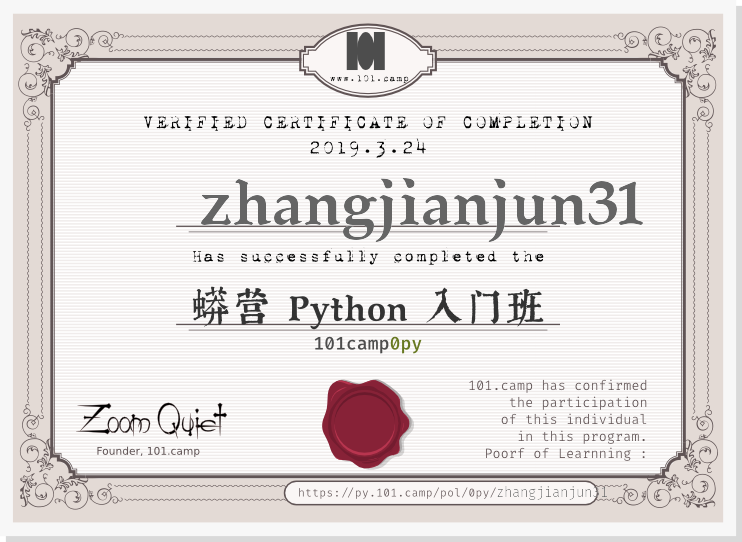 www.101.camp
VERIFIED CERTIFICATE OF COMPLETION
2019.3.24
zhangjianjun31
Has successfully completed the
蟒营 Python 入门班
101camp0py
101.camp has confirmed
the participation
of this individual
in this program.
Poorf of Learnning :
Zoom Quiet
Founder, 101.camp
https://py.101.camp/pol/0py/zhangjianjun31